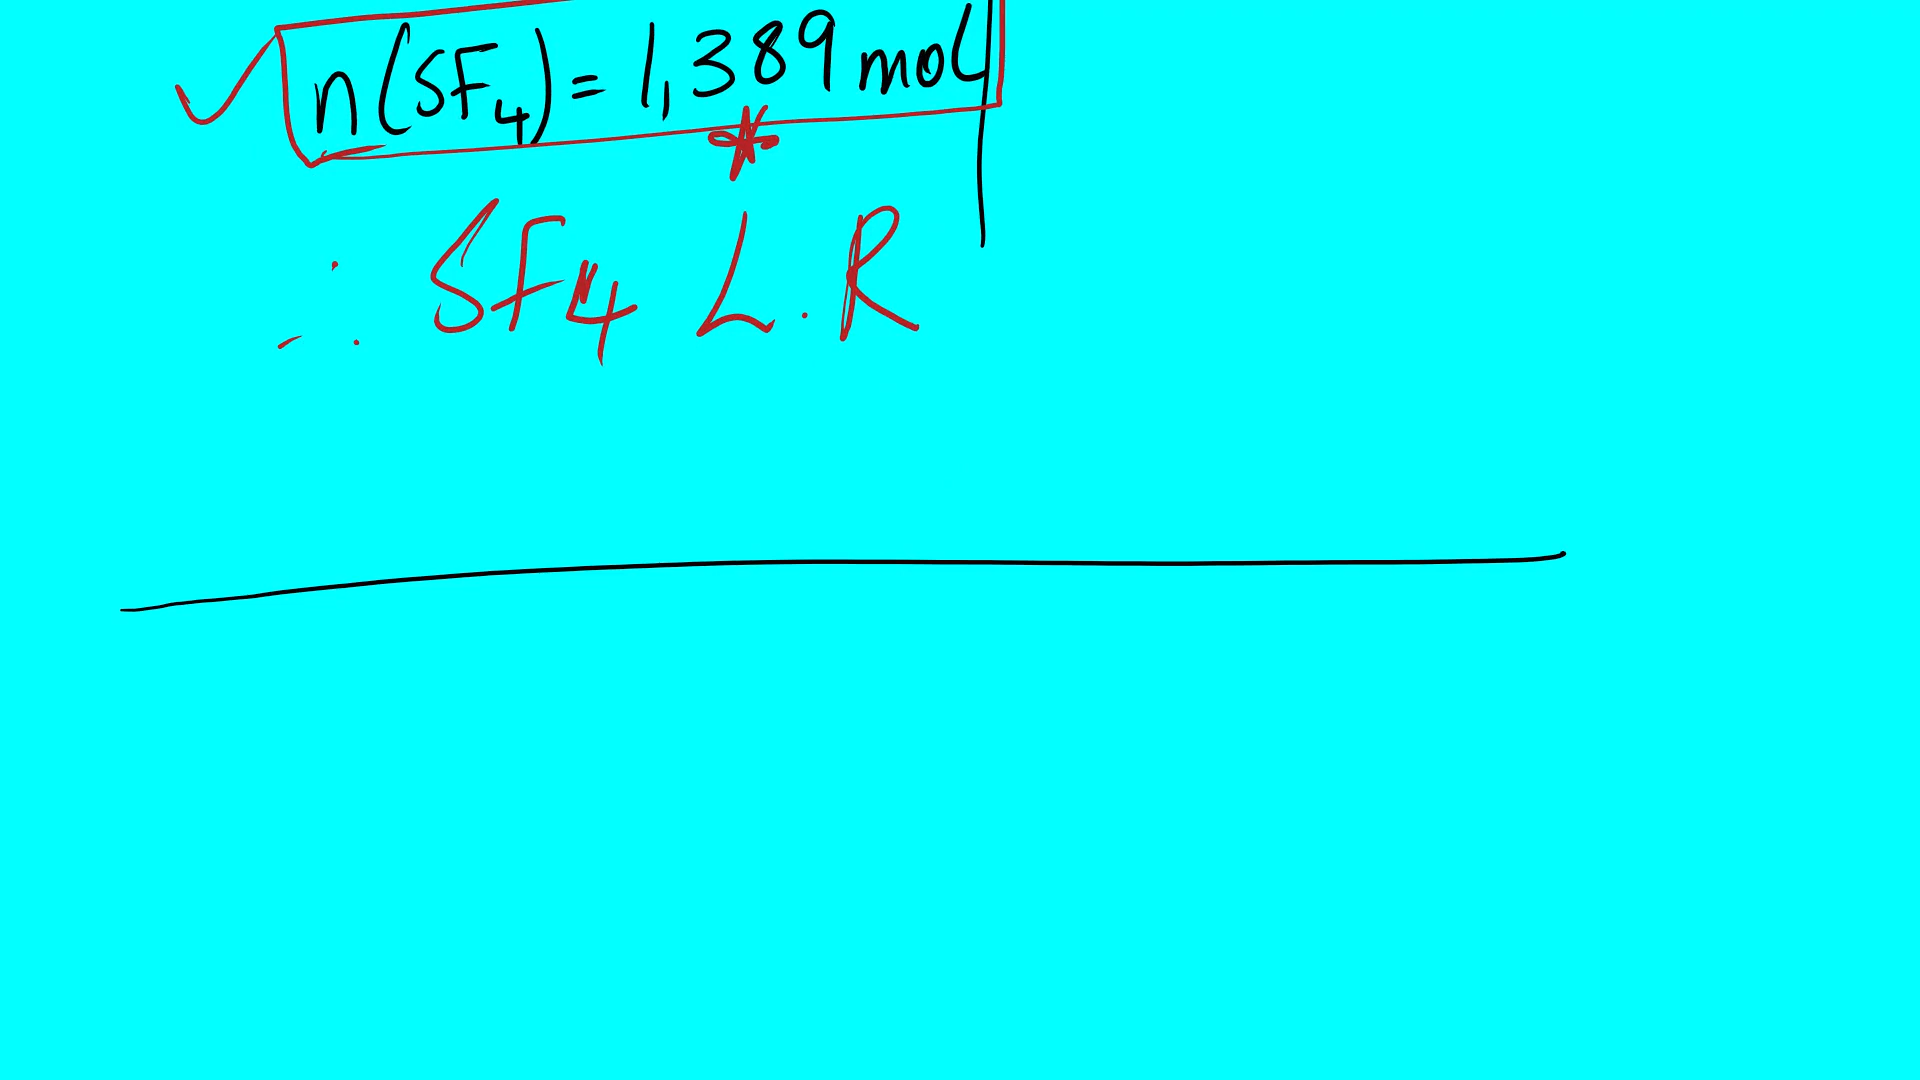 n(SF₄) = 1,389 mol
∴ SF₄ L.R